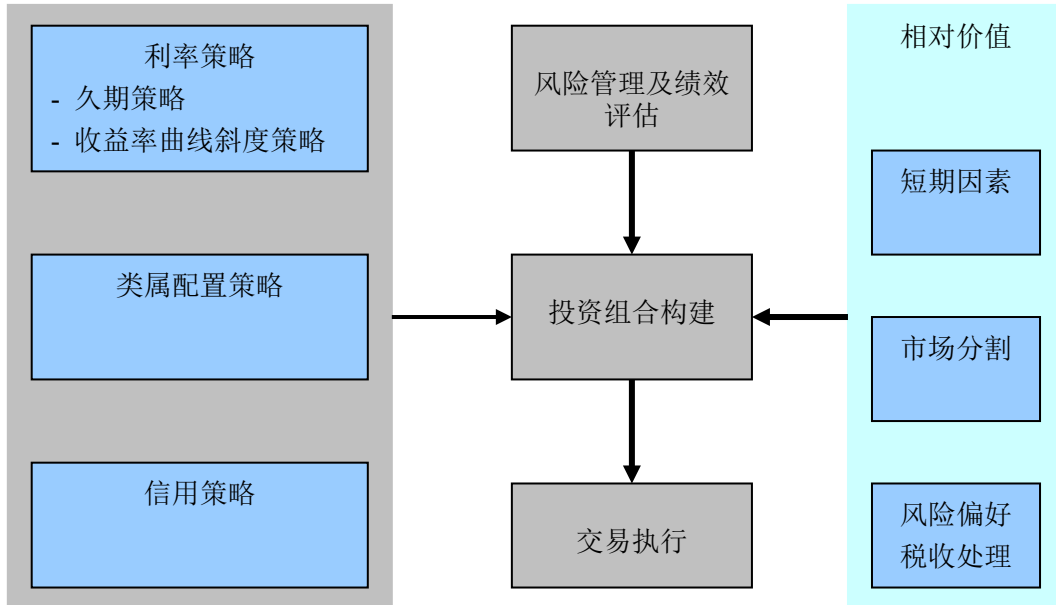 利率策略
- 久期策略
- 收益率曲线斜度策略
类属配置策略
信用策略
风险管理及绩效
评估
投资组合构建
交易执行
相对价值
短期因素
市场分割
风险偏好
税收处理